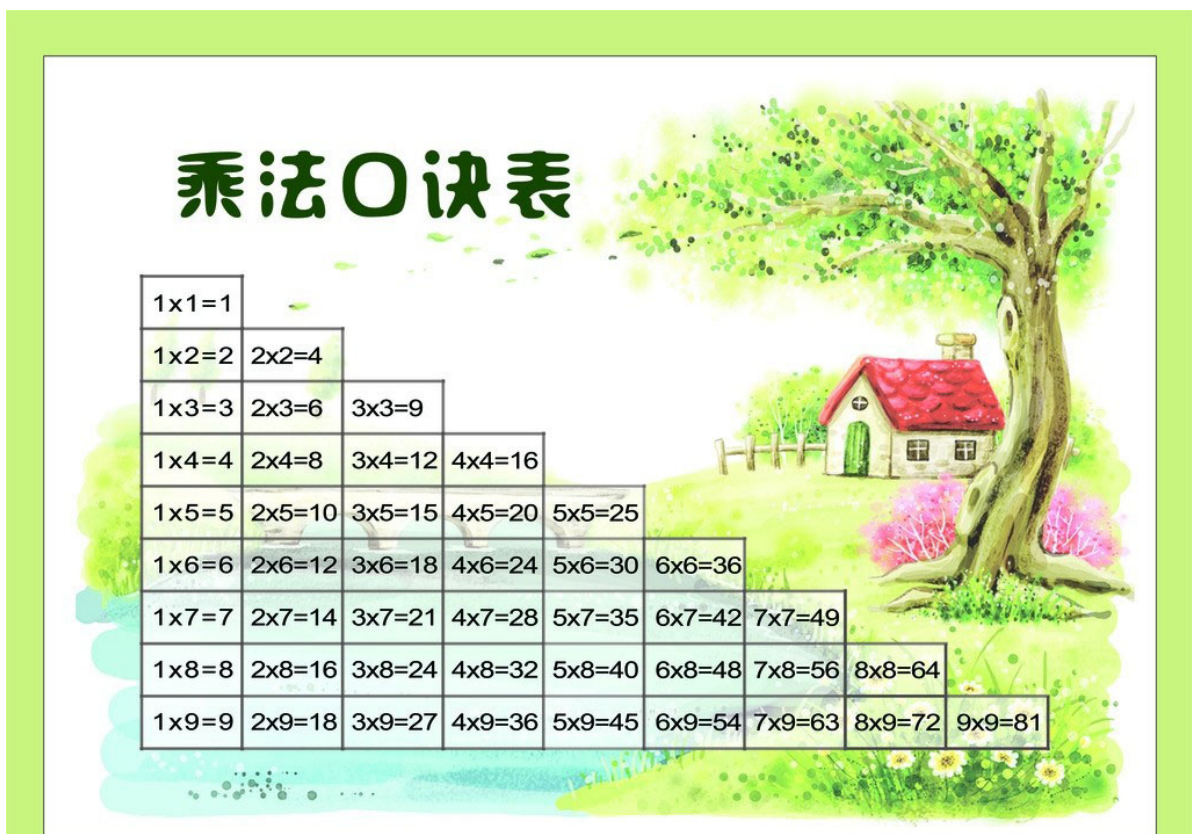 乘法口诀表
1x1=1
1x2=2 2x2=4
1x3=3 2x3=6 3x3=9
1x4=4 2x4=8 3x4=12 4x4=16
1x5=5 2x5=10 3x5=15 4x5=20 5x5=25
1x6=6 2x6=12 3x6=18 4x6=24 5x6=30 6x6=36
1x7=7 2x7=14 3x7=21 4x7=28 5x7=35 6x7=42 7x7=49
1x8=8 2x8=16 3x8=24 4x8=32 5x8=40 6x8=48 7x8=56 8x8=64
1x9=9 2x9=18 3x9=27 4x9=36 5x9=45 6x9=54 7x9=63 8x9=72 9x9=81